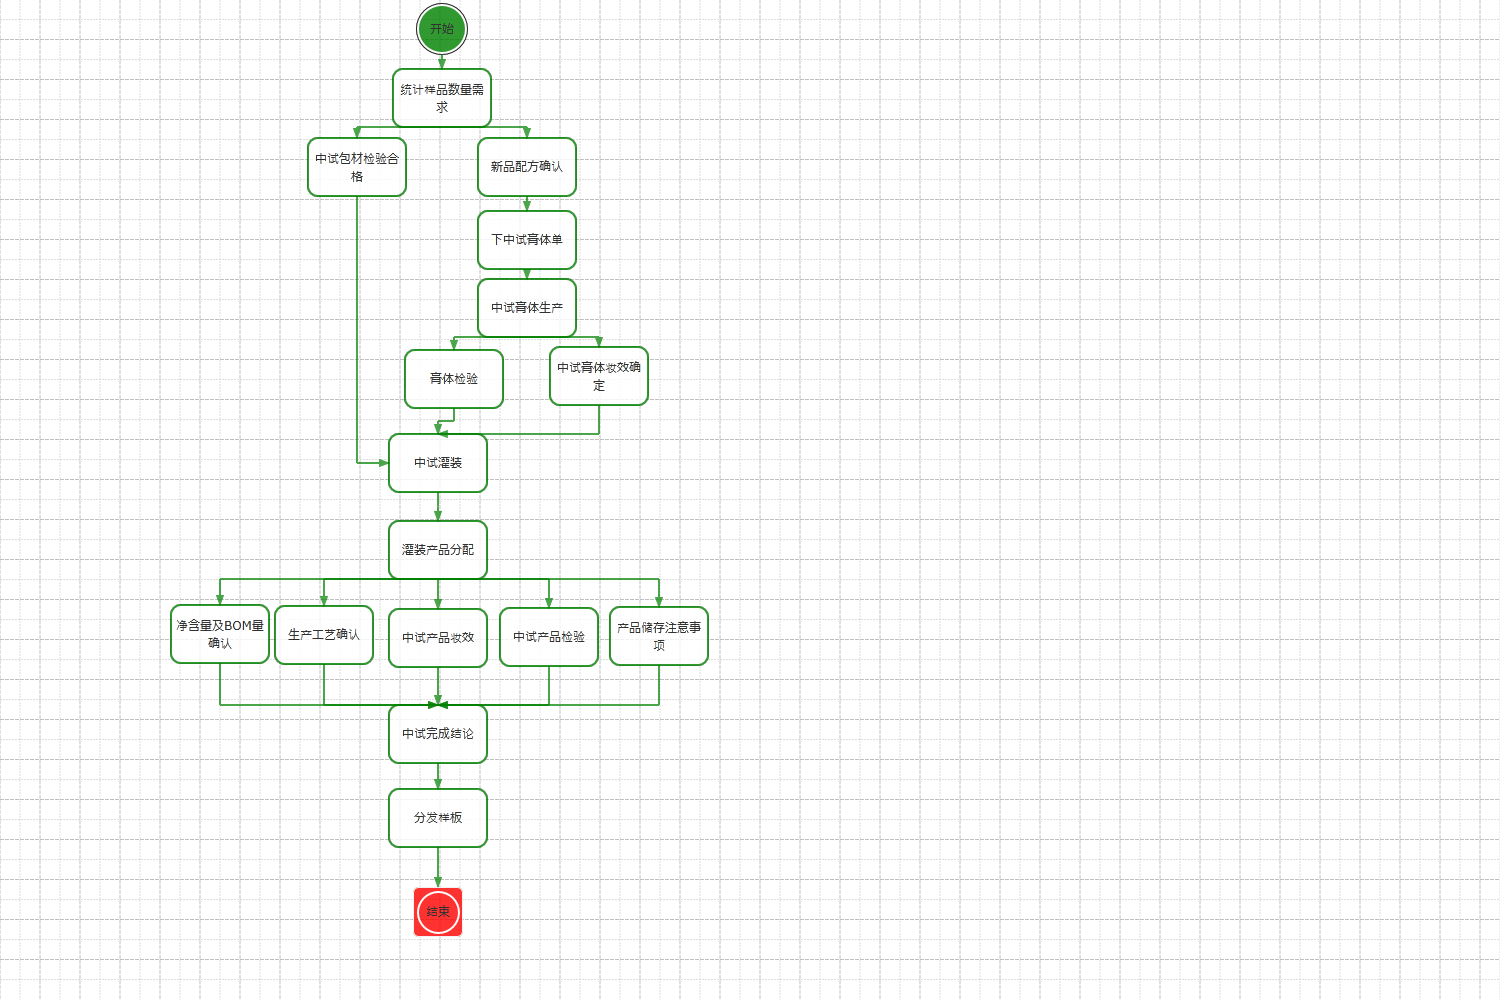 开始
统计样品数量需
求
中试包材检验合
格
新品配方确认
下中试膏体单
中试膏体生产
膏体检验
中试膏体妆效确
定
中试灌装
灌装产品分配
净含量及BOM量
确认
生产工艺确认
中试产品妆效
中试产品检验
产品储存注意事
项
中试完成结论
分发样板
结束